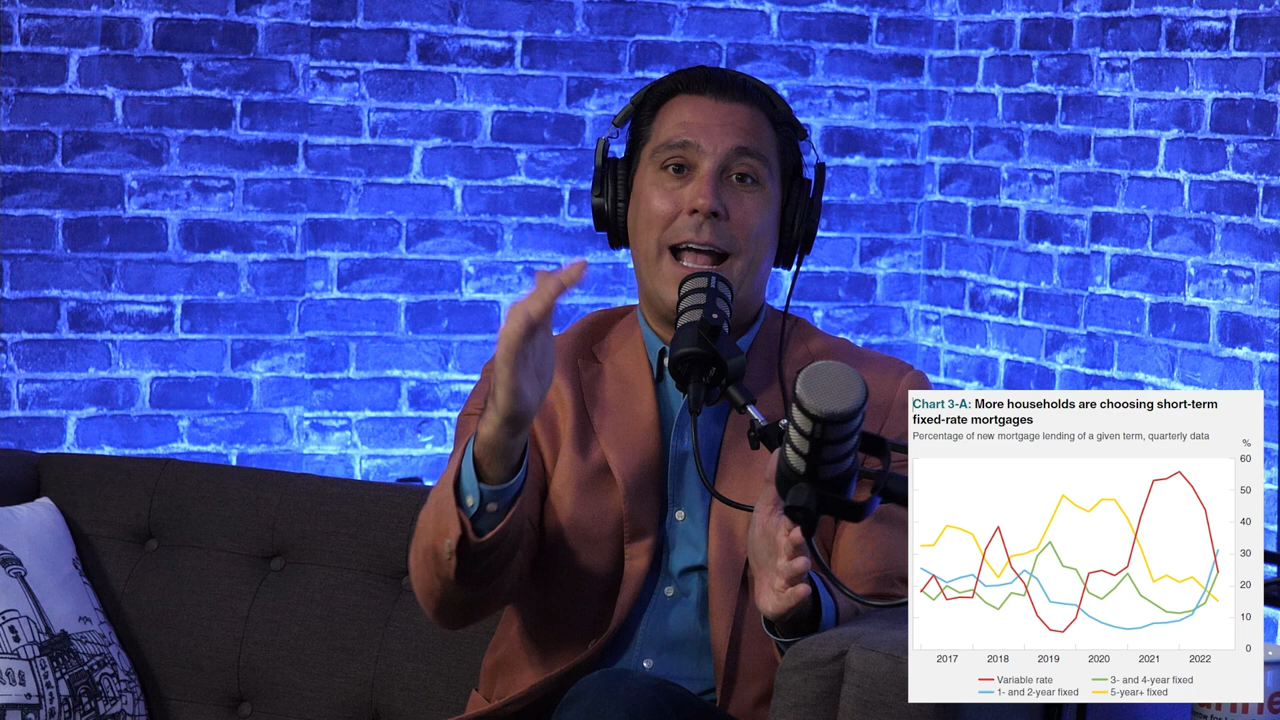 Chart 3-A: More households are choosing short-term
fixed-rate mortgages
Percentage of new mortgage lending of a given term, quarterly data
%
60
50
40
30
20
10
0
2017 2018 2019 2020 2021 2022
Variable rate 3- and 4-year fixed
1- and 2-year fixed 5-year+ fixed